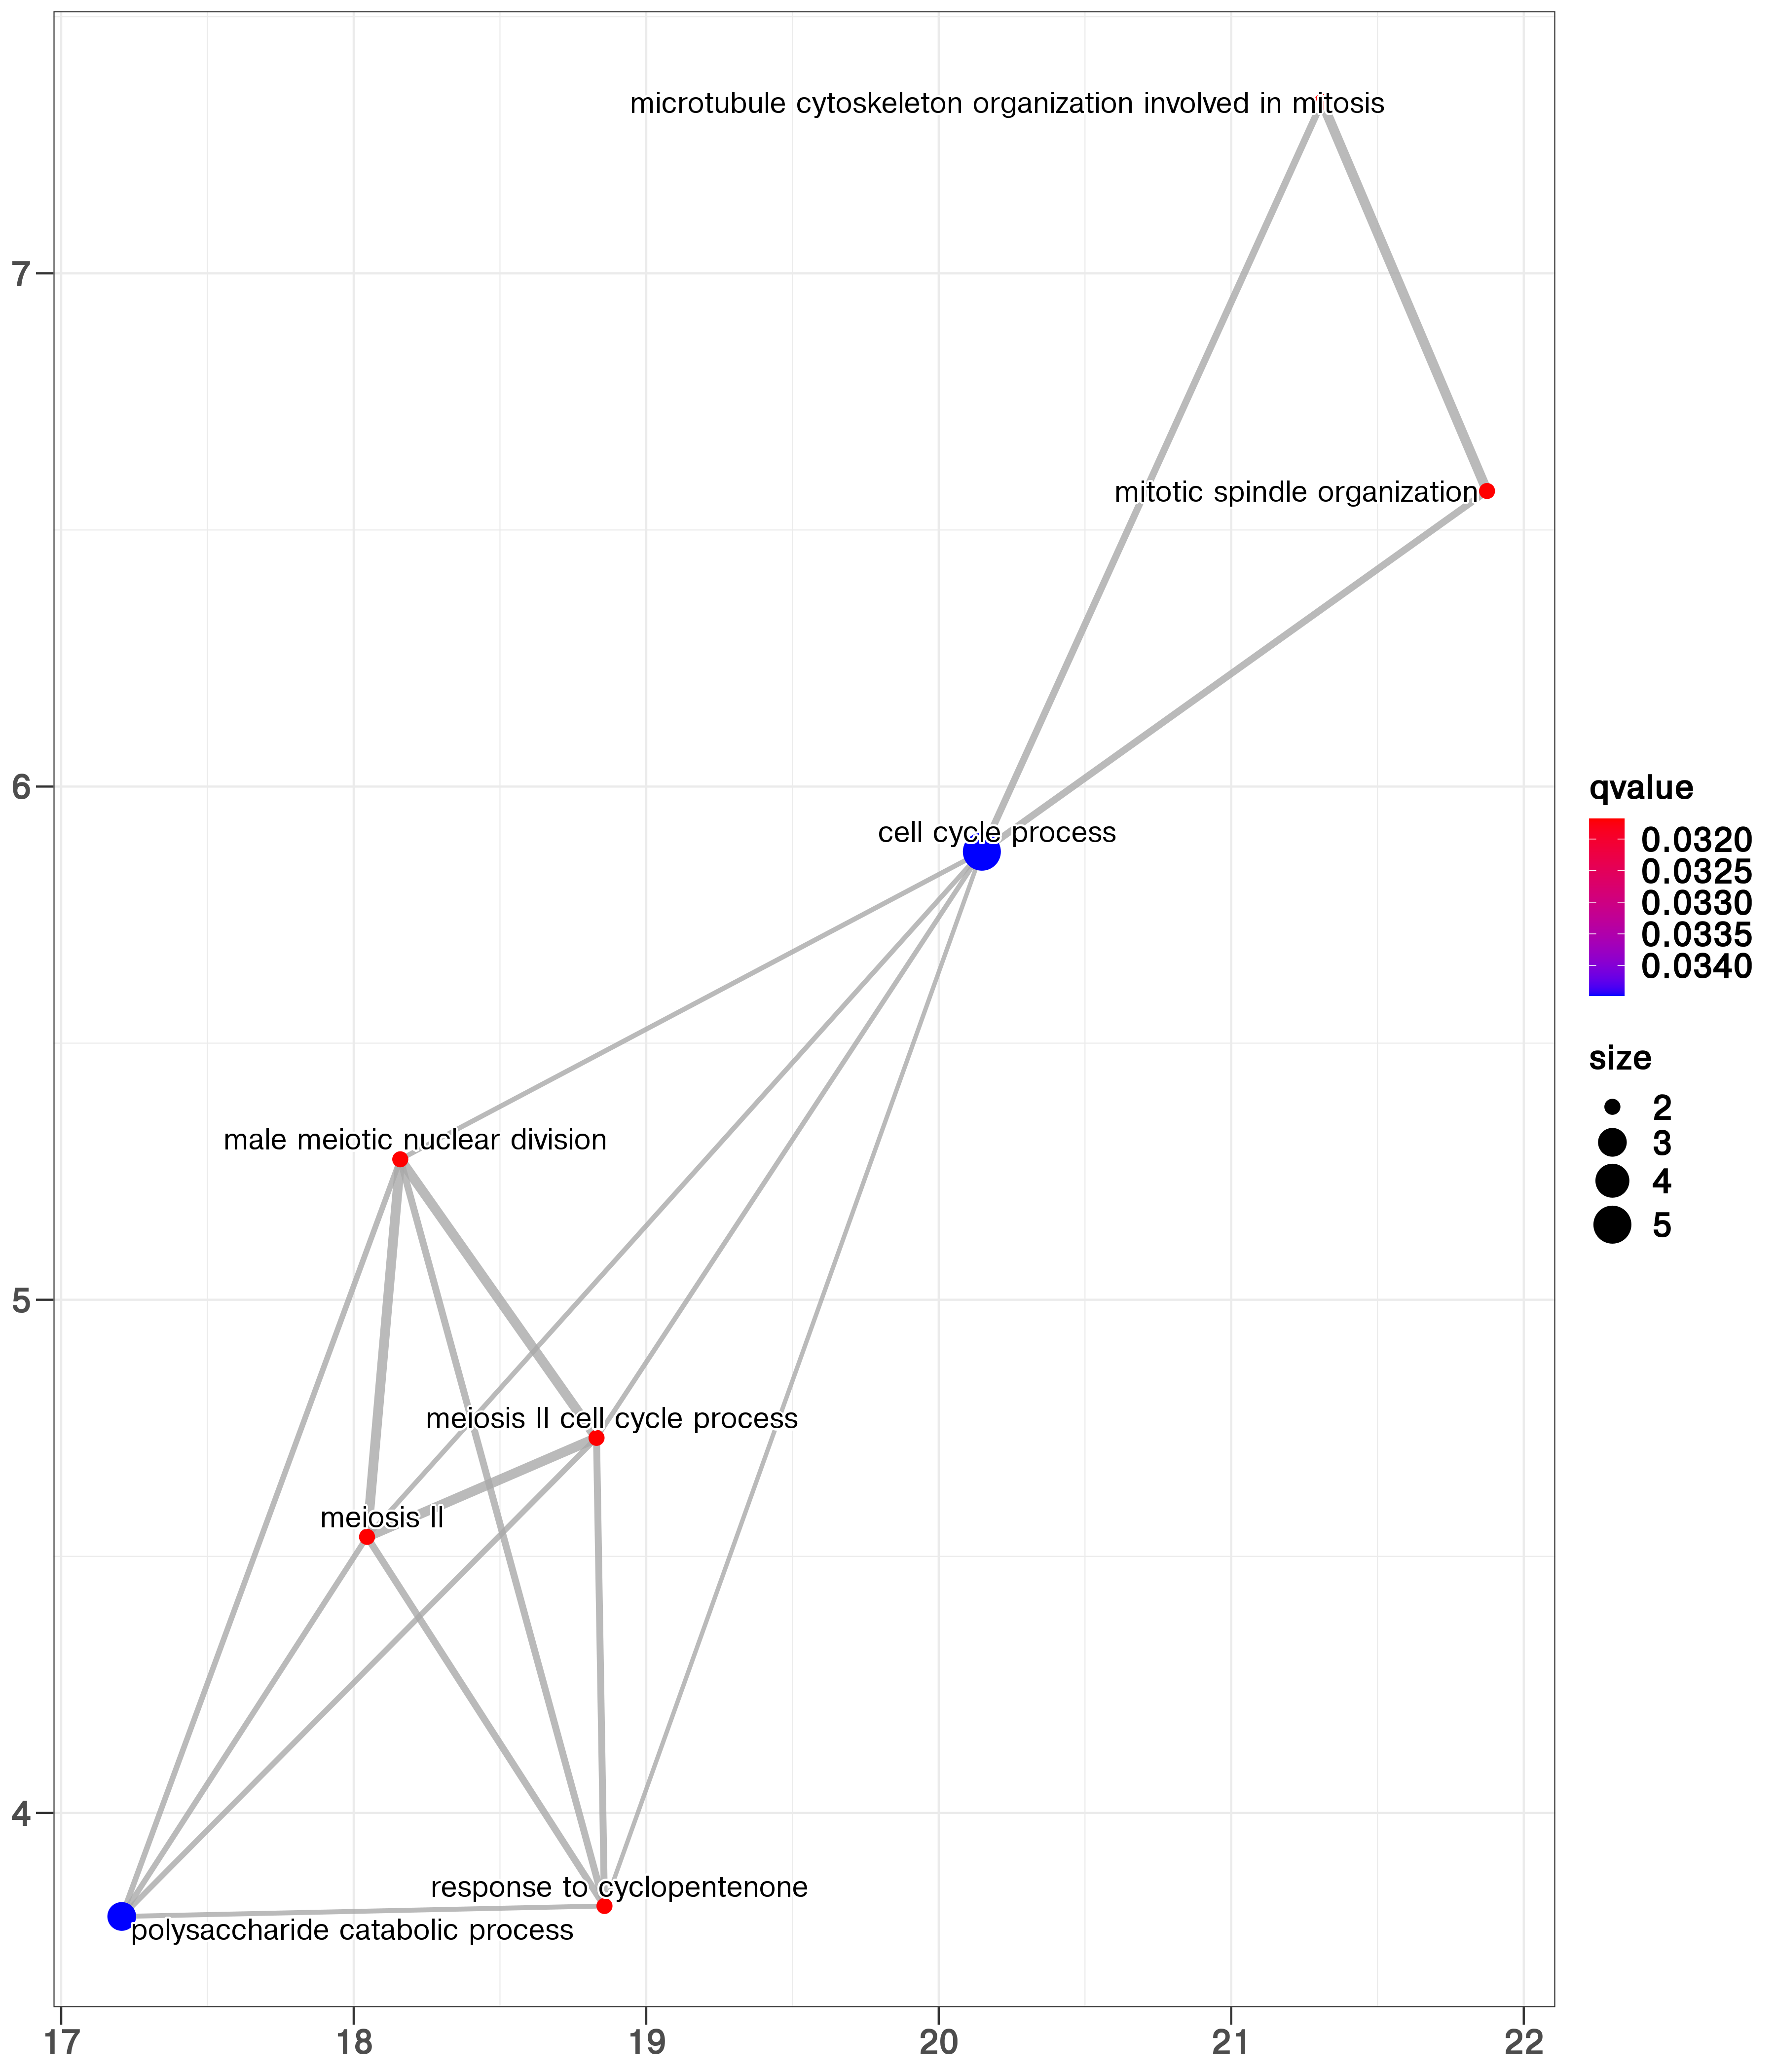 microtubule cytoskeleton organization involved in mitosis
7
mitotic spindle organization
6
cell cycle process
male meiotic nuclear division
5
meiosis II cell cycle process
meiosis II
4
response to cyclopentenone
polysaccharide catabolic process
17 18 19 20 21 22
qvalue
0.0320
0.0325
0.0330
0.0335
0.0340
size
2
3
4
5